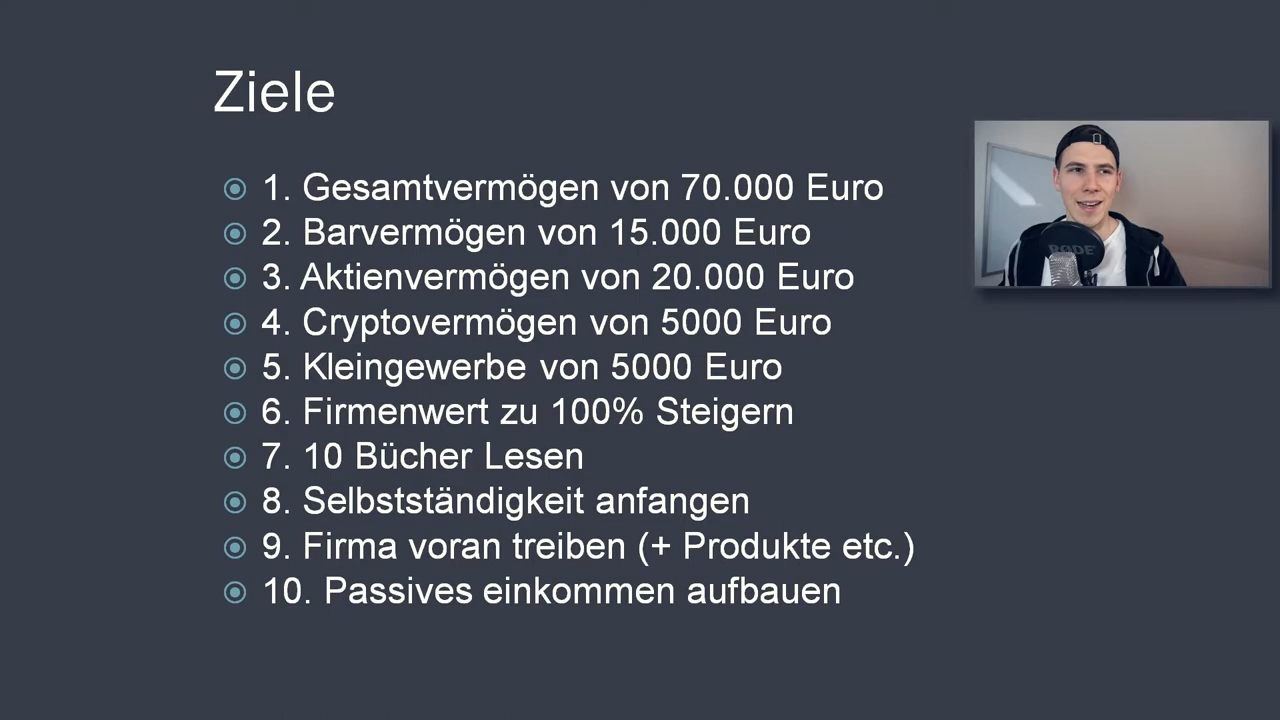 Ziele
1. Gesamtvermögen von 70.000 Euro
2. Barvermögen von 15.000 Euro
3. Aktienvermögen von 20.000 Euro
4. Cryptovermögen von 5000 Euro
5. Kleingewerbe von 5000 Euro
6. Firmenwert zu 100% Steigern
7. 10 Bücher Lesen
8. Selbstständigkeit anfangen
9. Firma voran treiben (+ Produkte etc.)
10. Passives einkommen aufbauen
RODE